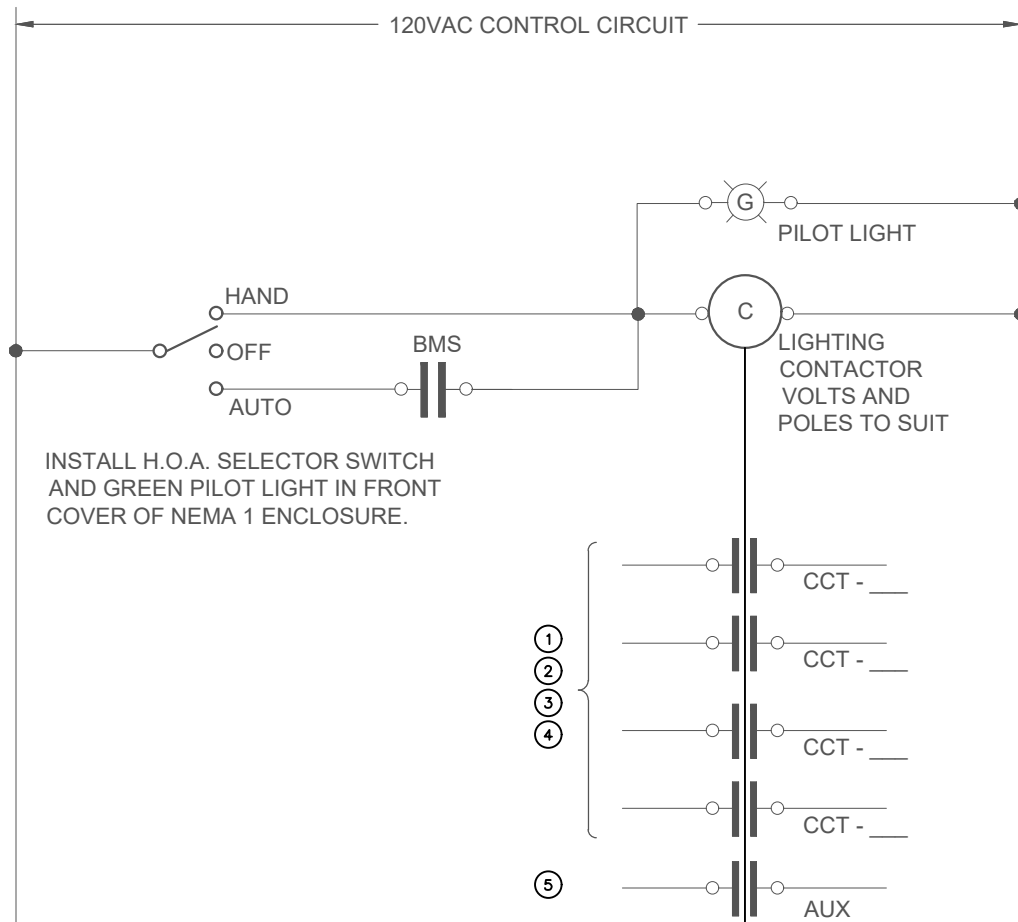 120VAC CONTROL CIRCUIT
G
PILOT LIGHT
HAND
C
OFF
BMS
LIGHTING
CONTACTOR
VOLTS AND
POLES TO SUIT
AUTO
INSTALL H.O.A. SELECTOR SWITCH
AND GREEN PILOT LIGHT IN FRONT
COVER OF NEMA 1 ENCLOSURE.
CCT - ___
1
CCT - ___
2
3
4
CCT - ___
CCT - ___
5
AUX